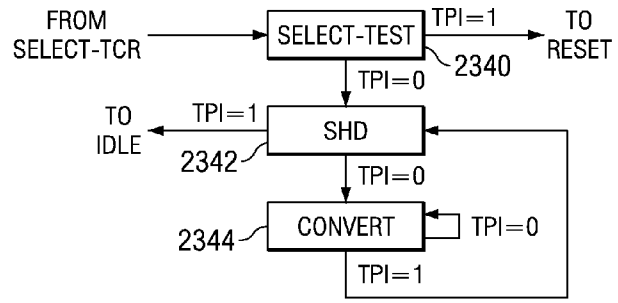 FROM
SELECT-TCR
SELECT-TEST
TPI=1
TO
RESET
2340
TPI=0
TO
IDLE
TPI=1
SHD
2342
TPI=0
CONVERT
2344
TPI=0
TPI=1